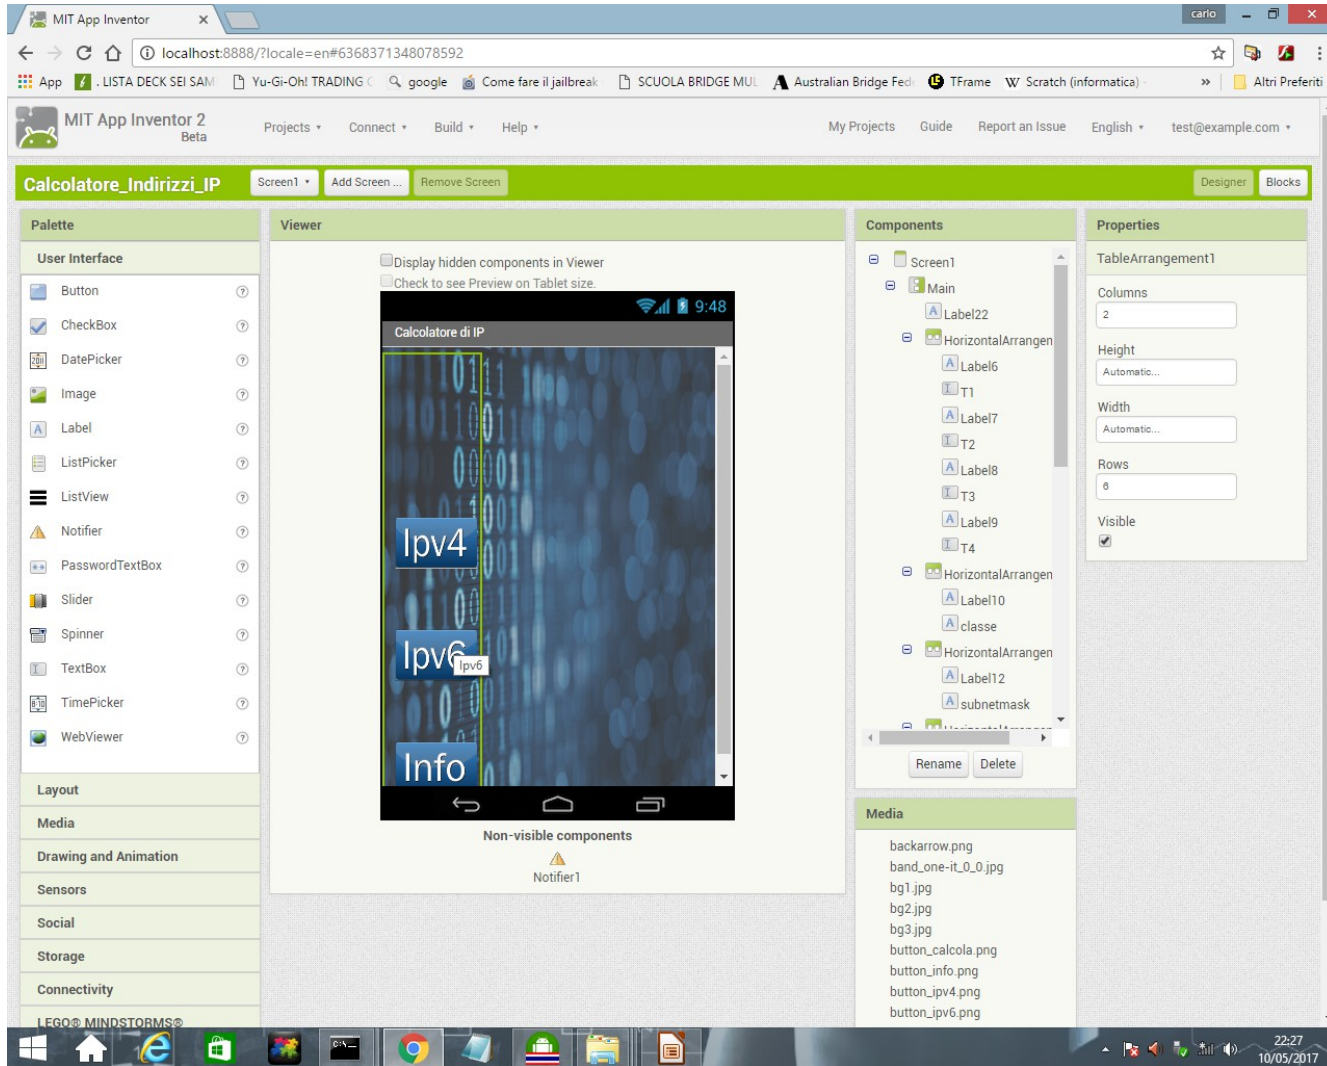 carlo
MIT App Inventor
localhost:8888/?locale=en#6368371348078592
App
. LISTA DECK SEI SAM
Yu-Gi-Oh! TRADING C
google
Come fare il jailbreak
SCUOLA BRIDGE MUL
Australian Bridge Fede
TFrame
Scratch (informatica) -
»
Altri Preferiti
MIT App Inventor 2
Beta
Projects
Connect
Build
Help
My Projects
Guide
Report an Issue
English
test@example.com
Calcolatore_Indirizzi_IP
Screen1
Add Screen ...
Remove Screen
Designer
Blocks
Palette
User Interface
Button
CheckBox
DatePicker
Image
Label
ListPicker
ListView
Notifier
PasswordTextBox
Slider
Spinner
TextBox
TimePicker
WebViewer
Layout
Media
Drawing and Animation
Sensors
Social
Storage
Connectivity
LEGO® MINDSTORMS®
Viewer
Display hidden components in Viewer
Check to see Preview on Tablet size.
9:48
Calcolatore di IP
Ipv4
Ipv6
Ipv6
Info
Non-visible components
Notifier1
Components
Screen1
Main
Label22
HorizontalArrangen
Label6
T1
Label7
T2
Label8
T3
Label9
T4
HorizontalArrangen
Label10
classe
HorizontalArrangen
Label12
subnetmask
Rename
Delete
Media
backarrow.png
band_one-it_0_0.jpg
bg1.jpg
bg2.jpg
bg3.jpg
button_calcola.png
button_info.png
button_ipv4.png
button_ipv6.png
Properties
TableArrangement1
Columns
2
Height
Automatic...
Width
Automatic...
Rows
6
Visible
22:27
10/05/2017